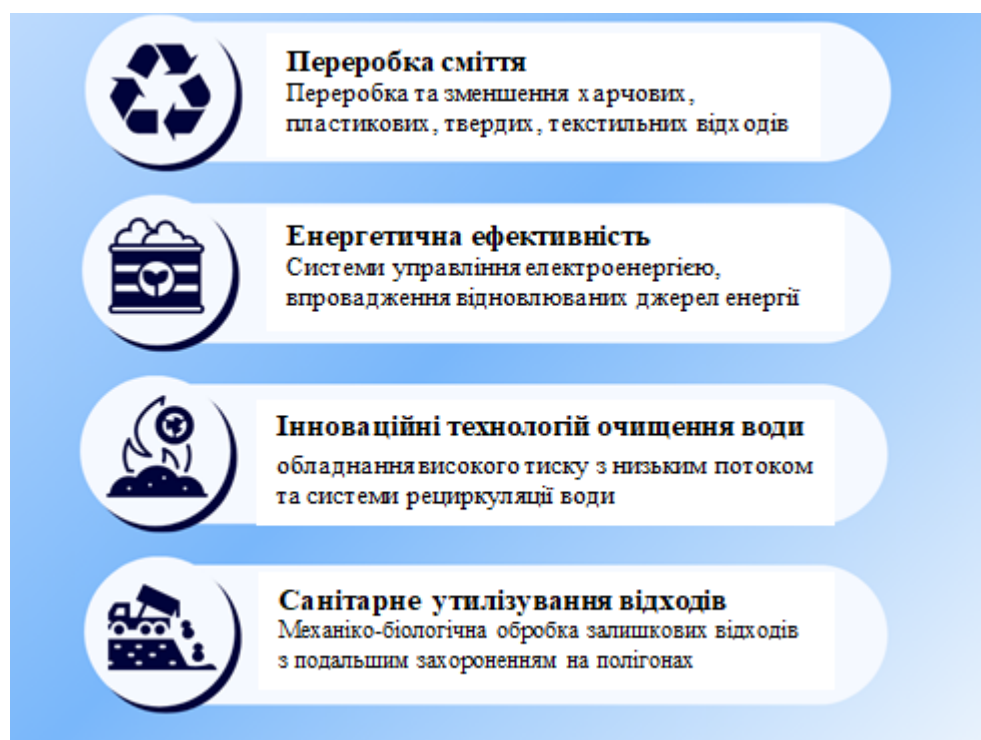 Переробка сміття
Переробка та зменшення харчових,
пластикових, твердих, текстильних відходів
Енергетична ефективність
Системи управління електроенергією,
впровадження відновлюваних джерел енергії
Інноваційні технологій очищення води
обладнання високого тиску з низьким потоком
та системи рециркуляції води
Санітарне утилізування відходів
Механіко-біологічна обробка залишкових відходів
з подальшим захороненням на полігонах